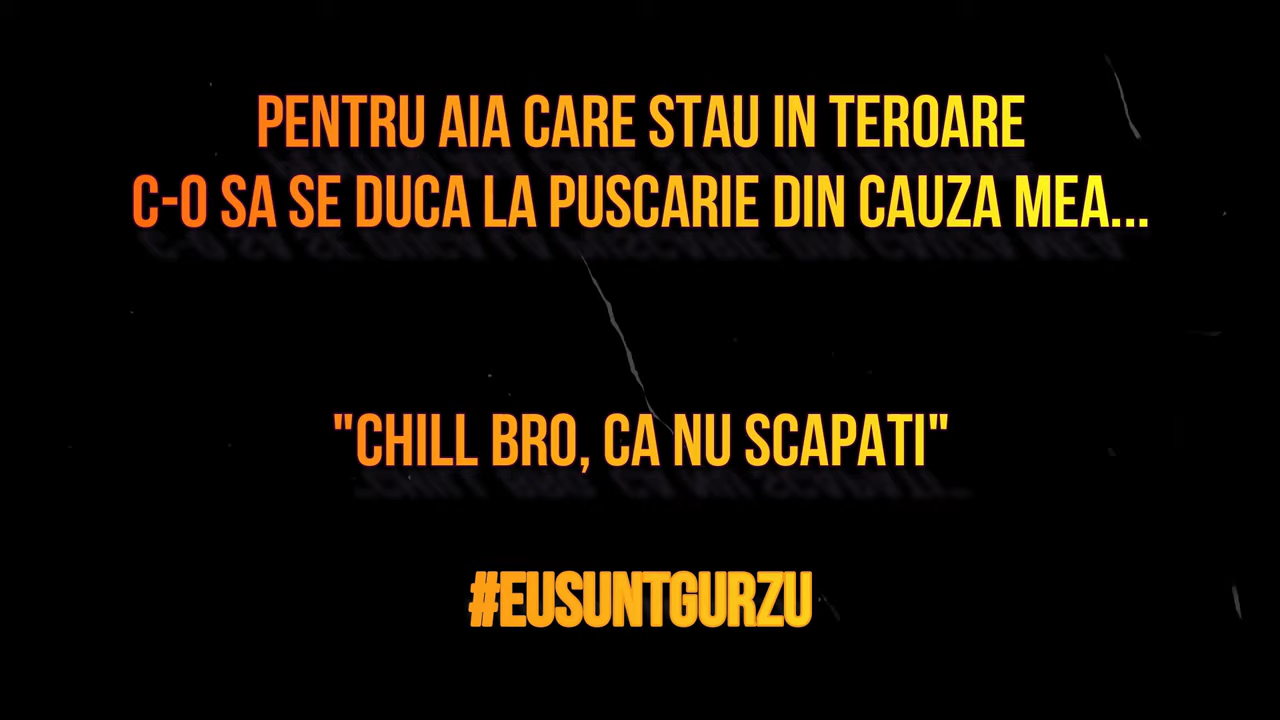 PENTRU AIA CARE STAU IN TEROARE
C-O SA SE DUCA LA PUSCARIE DIN CAUZA MEA...
"CHILL BRO, CA NU SCAPATI"
#EUSUNTGURZU